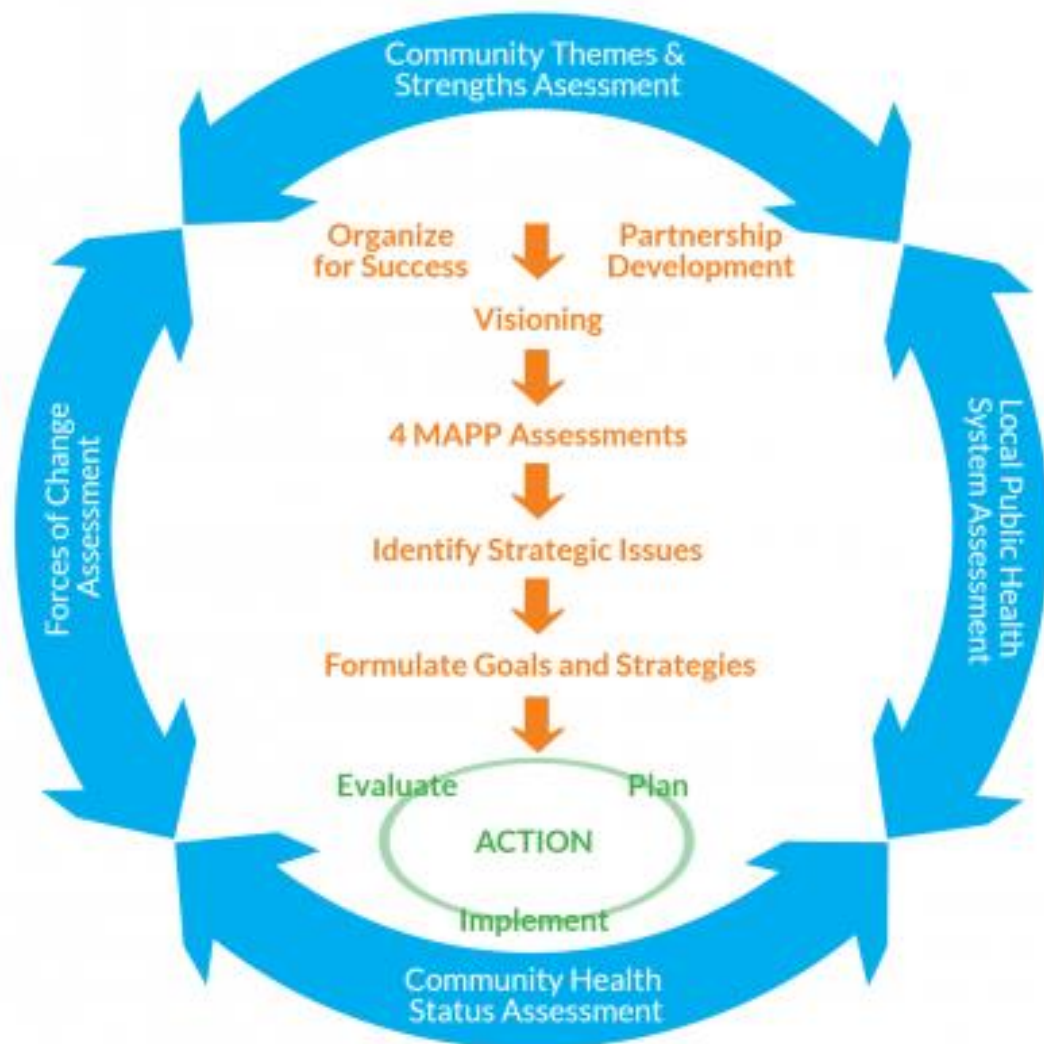 Community Themes &
Strengths Asessment
Organize
for Success
Partnership
Development
Visioning
4 MAPP Assessments
Identify Strategic Issues
Formulate Goals and Strategies
Evaluate
Plan
ACTION
Implement
Forces of Change
Assessment
Local Public Health
System Assessment
Community Health
Status Assessment